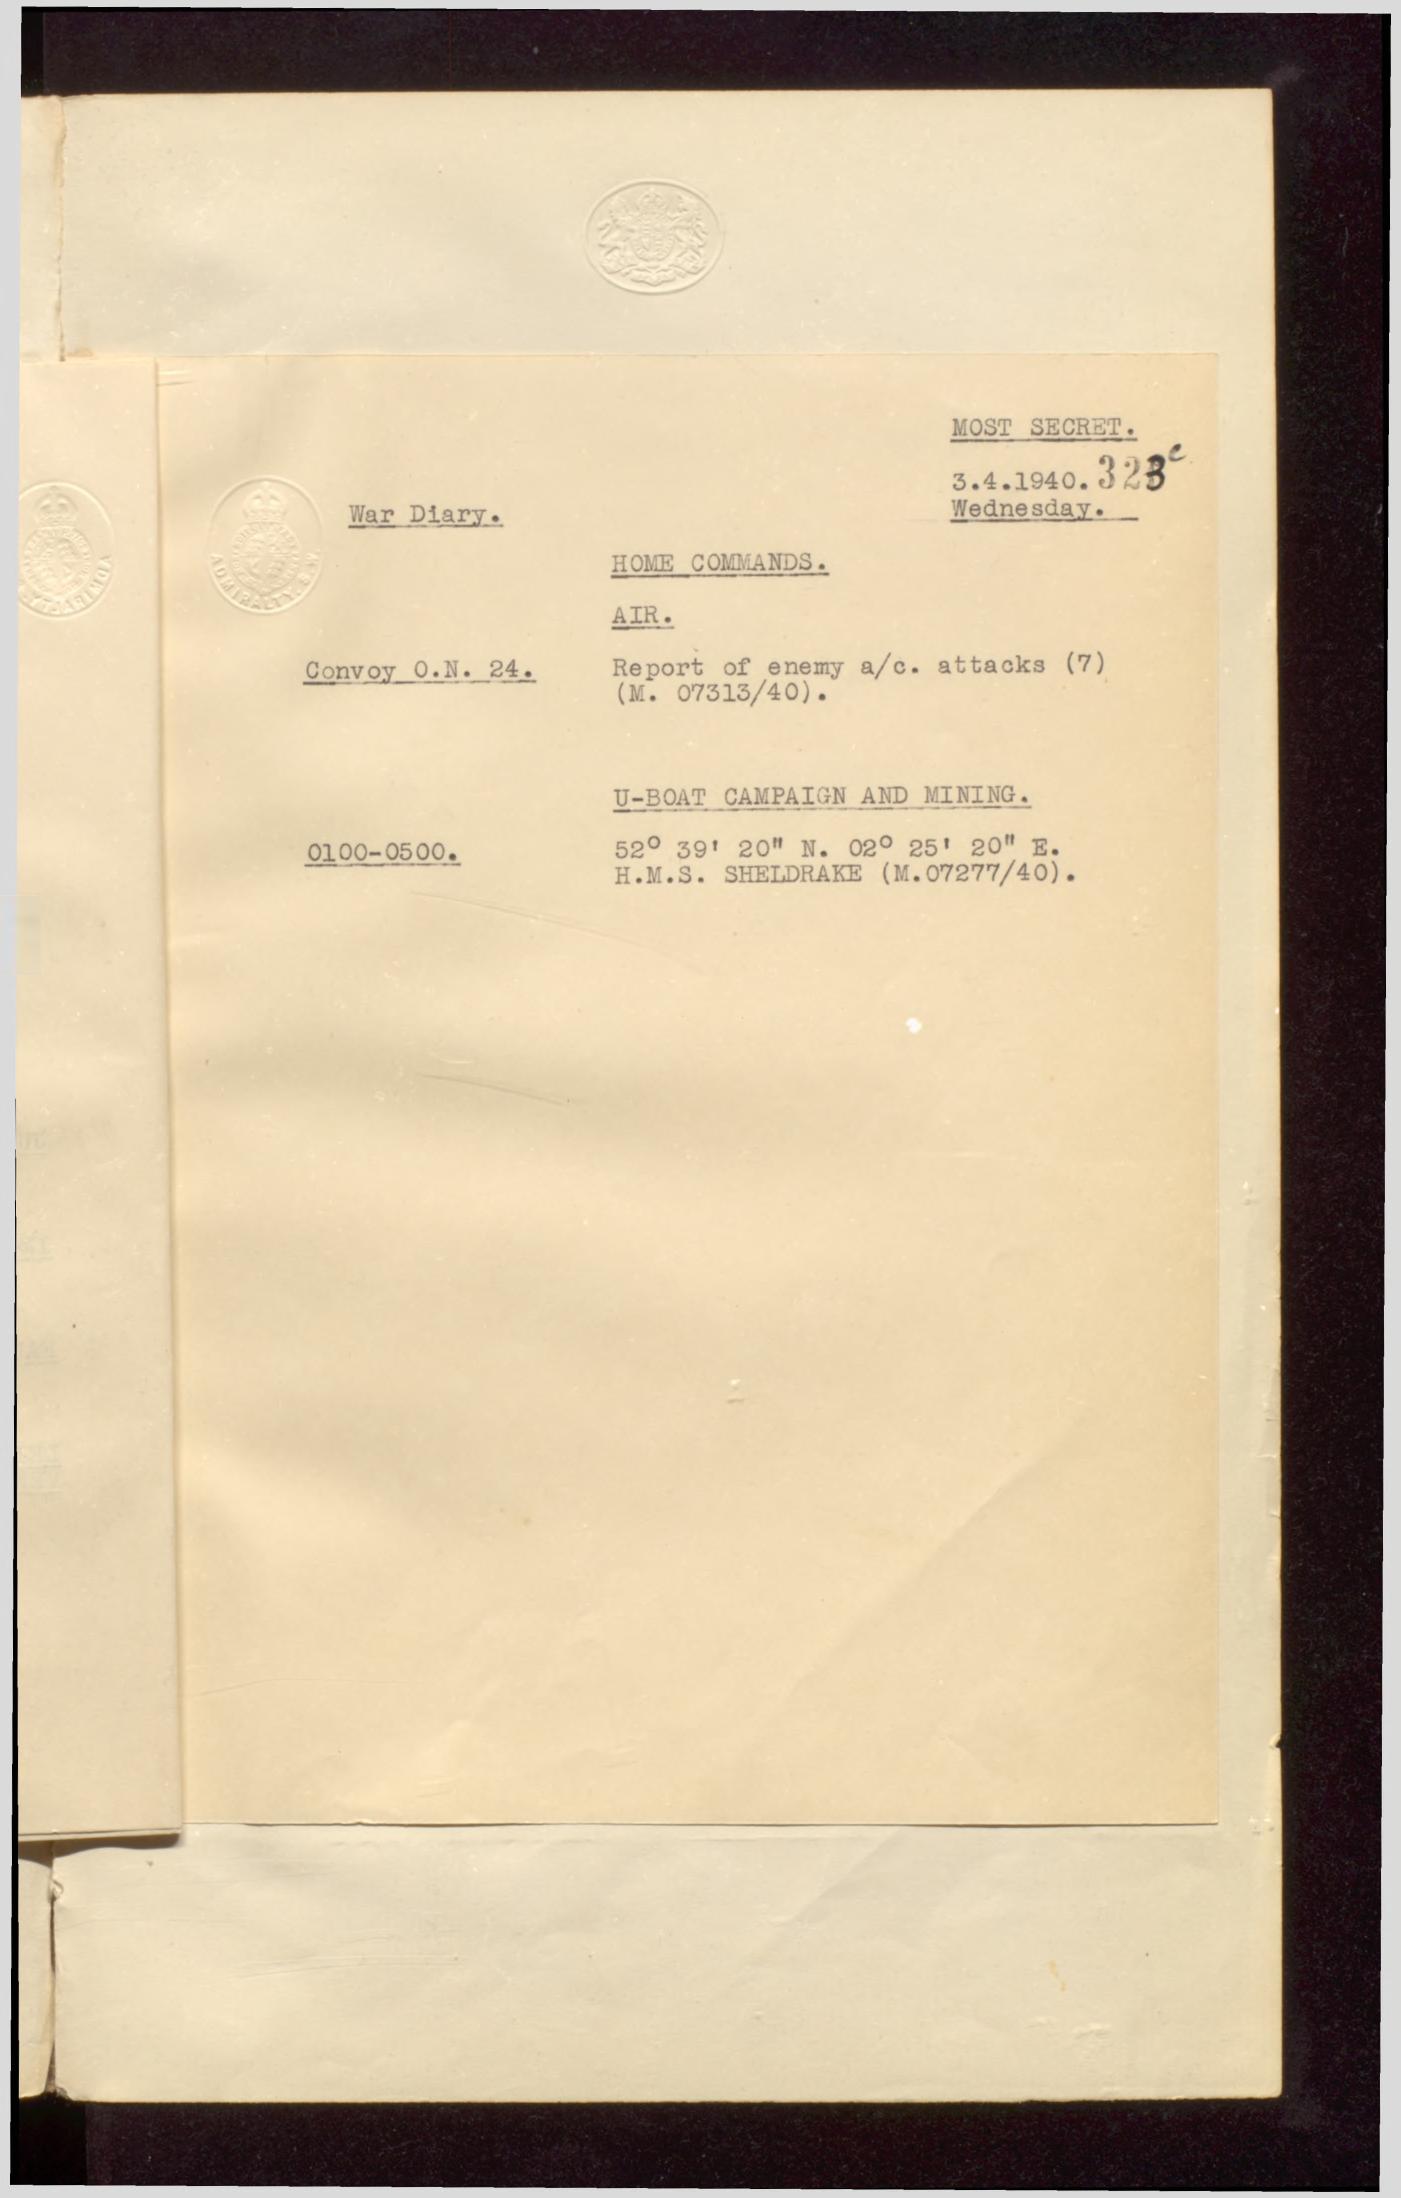 MOST SECRET.
3.4.1940. 323c
Wednesday.
War Diary.
HOME COMMANDS.
AIR.
Convoy O.N. 24. Report of enemy a/c. attacks (7)
(M. 07313/40).
U-BOAT CAMPAIGN AND MINING.
0100-0500. 52° 39' 20" N. 02° 25' 20" E.
H.M.S. SHELDRAKE (M.07277/40).
ADMIRALTY. S.W